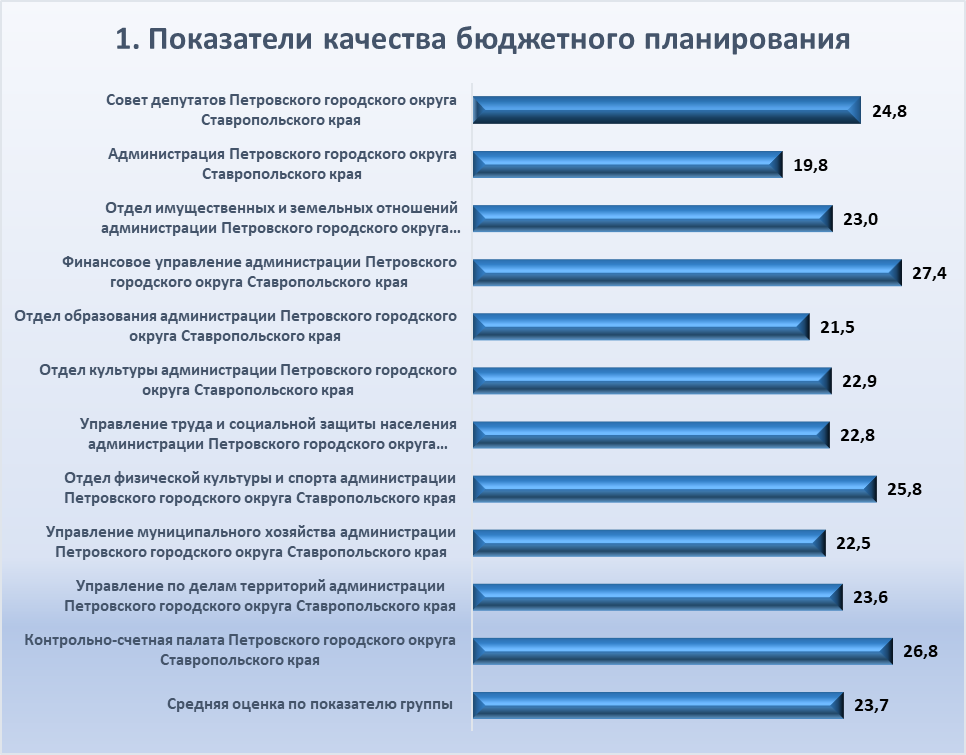 1. Показатели качества бюджетного планирования
Совет депутатов Петровского городского округа
Ставропольского края
24,8
Администрация Петровского городского округа
Ставропольского края
19,8
Отдел имущественных и земельных отношений
администрации Петровского городского округа…
23,0
Финансовое управление администрации Петровского
городского округа Ставропольского края
27,4
Отдел образования администрации Петровского городского
округа Ставропольского края
21,5
Отдел культуры администрации Петровского городского
округа Ставропольского края
22,9
Управление труда и социальной защиты населения
администрации Петровского городского округа…
22,8
Отдел физической культуры и спорта администрации
Петровского городского округа Ставропольского края
25,8
Управление муниципального хозяйства администрации
Петровского городского округа Ставропольского края
22,5
Управление по делам территорий администрации
Петровского городского округа Ставропольского края
23,6
Контрольно-счетная палата Петровского городского округа
Ставропольского края
26,8
Средняя оценка по показателю группы
23,7